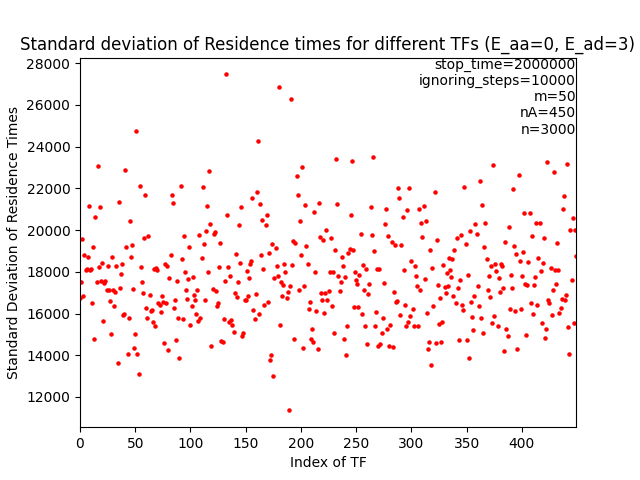 Standard deviation of Residence times for different TFs (E_aa=0, E_ad=3)
stop_time=2000000
ignoring_steps=10000
m=50
nA=450
n=3000
Standard Deviation of Residence Times
28000
26000
24000
22000
20000
18000
16000
14000
12000
0 50 100 150 200 250 300 350 400
Index of TF